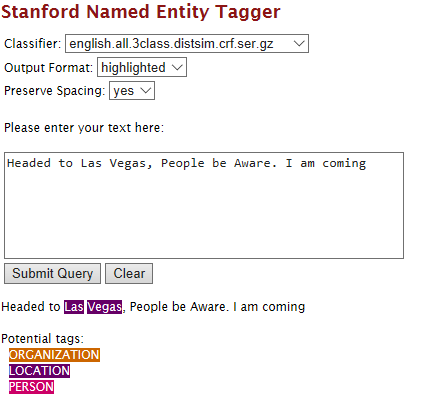 Stanford Named Entity Tagger
Classifier: english.all.3class.distsim.crf.ser.gz
Output Format: highlighted
Preserve Spacing: yes
Please enter your text here:
Headed to Las Vegas, People be Aware. I am coming
Submit Query Clear
Headed to Las Vegas, People be Aware. I am coming
Potential tags:
ORGANIZATION
LOCATION
PERSON